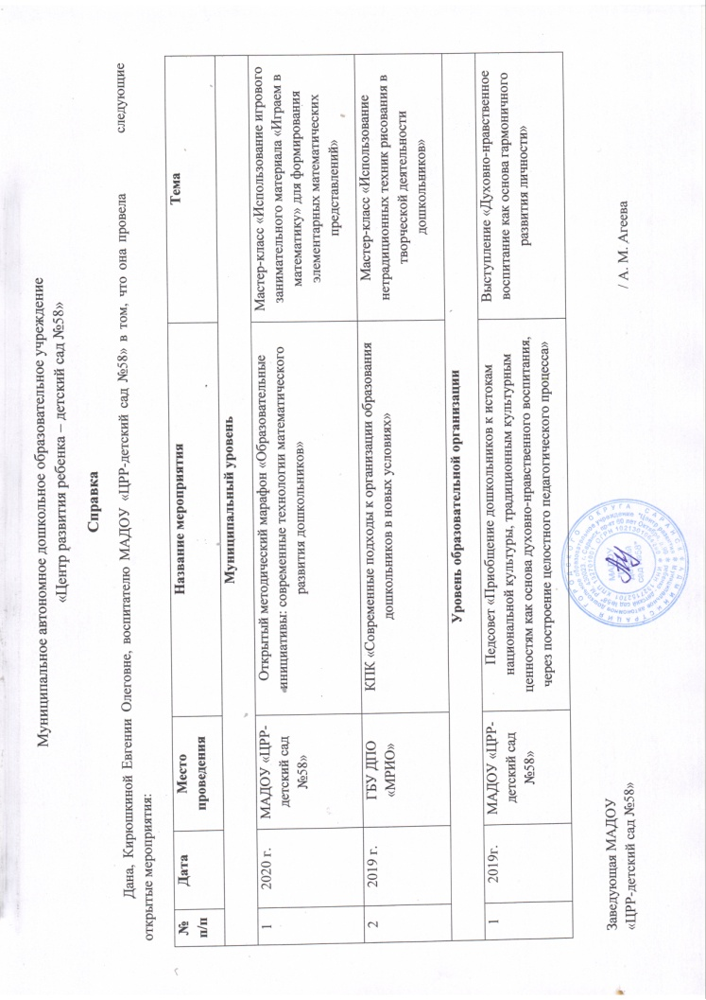 Муниципальное автономное дошкольное образовательное учреждение
«Центр развития ребенка – детский сад №58»
Справка
Дана, Кирюшкиной Евгении Олеговне, воспитателю МАДОУ «ЦРР-детский сад №58» в том, что она провела следующие
открытые мероприятия:
№ п/п Дата Место проведения Название мероприятия Тема
Муниципальный уровень
1
2020 г.
МАДОУ «ЦРР-
детский сад
№58»
Открытый методический марафон «Образовательные
инициативы: современные технологии математического
развития дошкольников»
Мастер-класс «Использование игрового
занимательного материала «Играем в
математику» для формирования
элементарных математических
представлений»
2
2019 г.
ГБУ ДПО
«МРИО»
КПК «Современные подходы к организации образования
дошкольников в новых условиях»
Мастер-класс «Использование
нетрадиционных техник рисования в
творческой деятельности
дошкольников»
Уровень образовательной организации
1
2019г.
МАДОУ «ЦРР-
детский сад
№58»
Педсовет «Приобщение дошкольников к истокам
национальной культуры, традиционным культурным
ценностям как основа духовно-нравственного воспитания,
через построение целостного педагогического процесса»
Выступление «Духовно-нравственное
воспитание как основа гармоничного
развития личности»
Заведующая МАДОУ
«ЦРР-детский сад №58» / А. М. Агеева